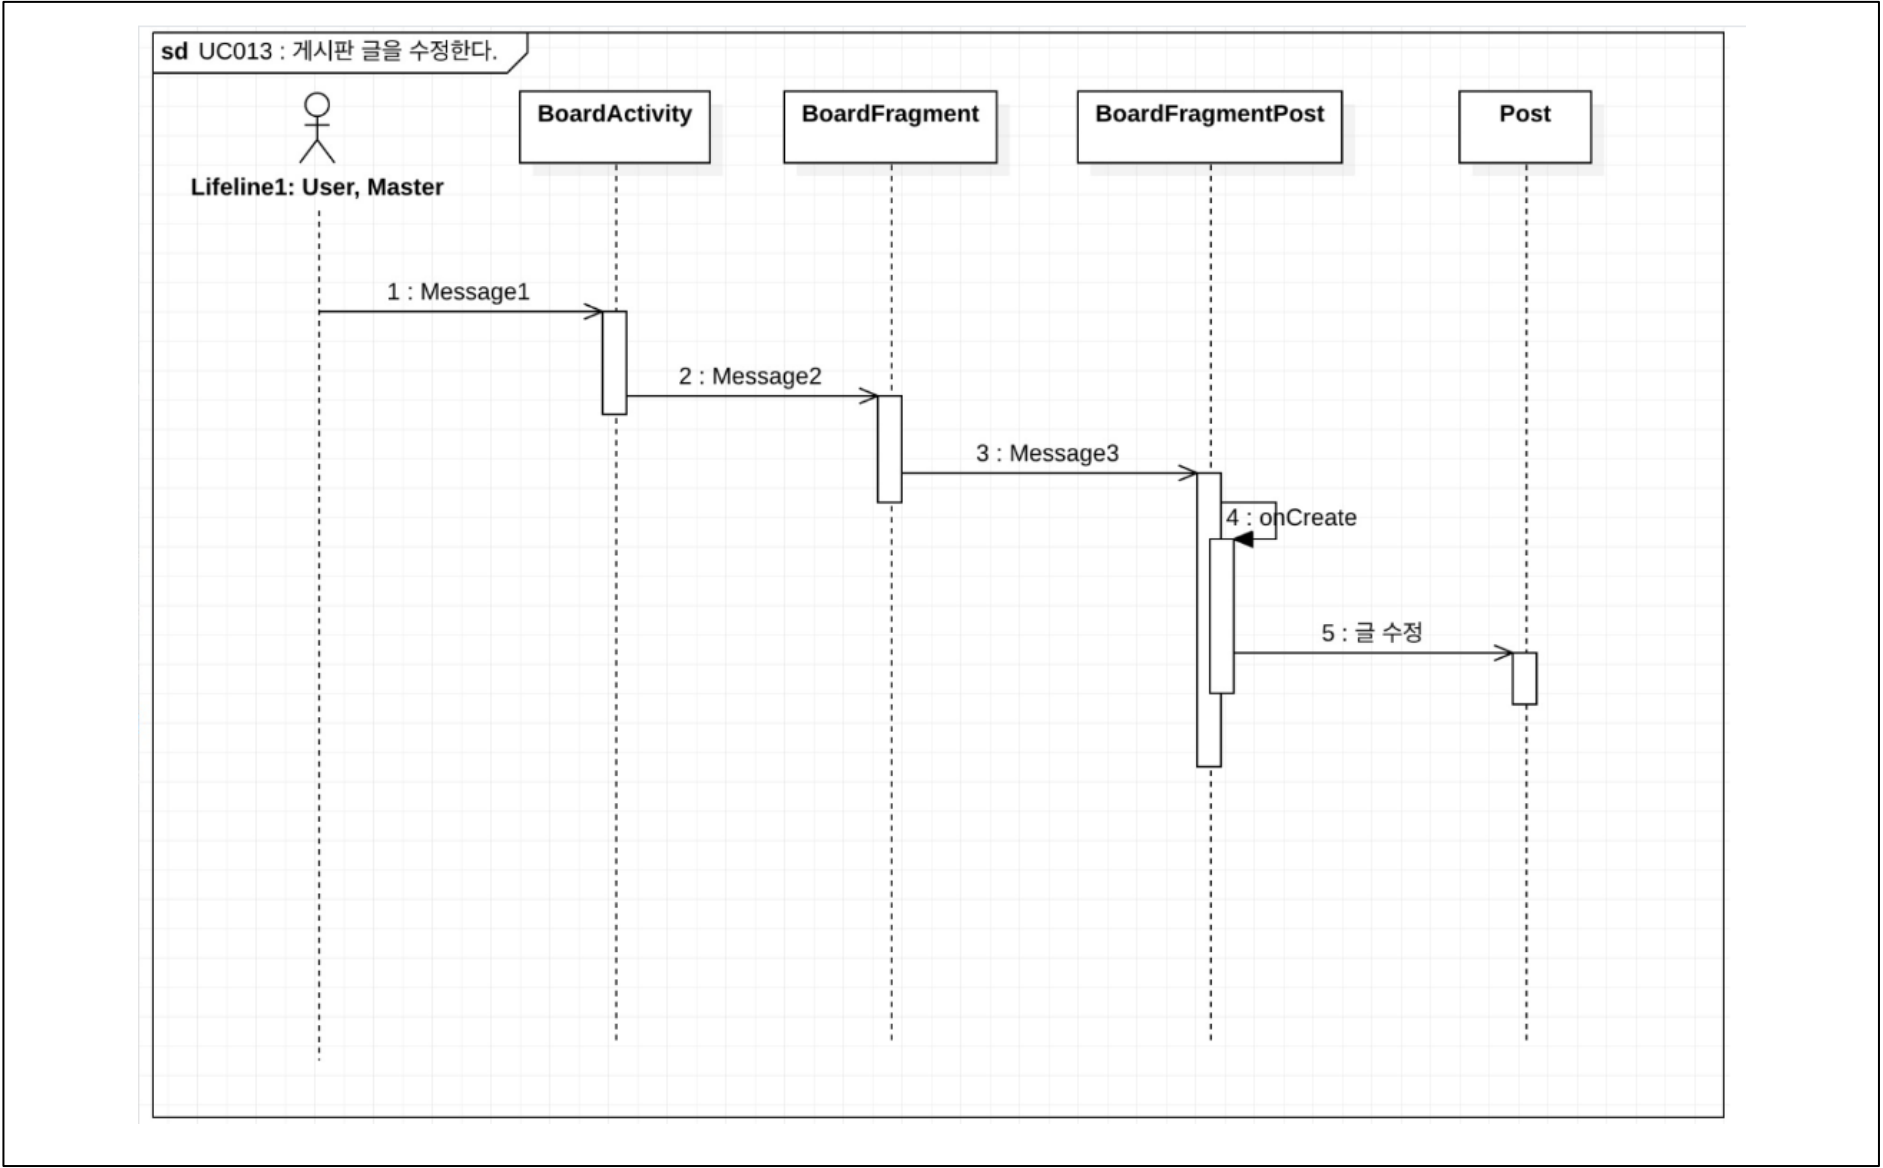 sd UC013 : 게시판 글을 수정한다.
BoardActivity
BoardFragment
BoardFragmentPost
Post
Lifeline1: User, Master
1 : Message1
2 : Message2
3 : Message3
4 : onCreate
5 : 글 수정